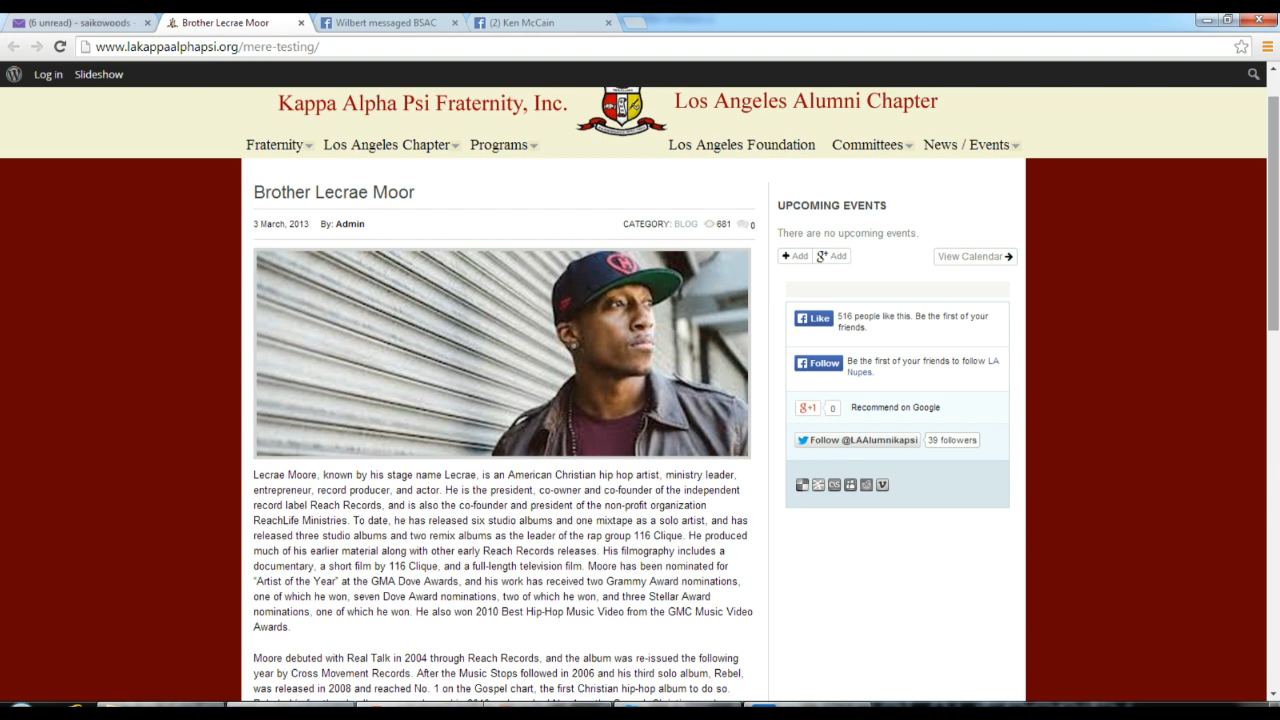 (6 unread) - saikowoods
Brother Lecrae Moor
Wilbert messaged BSAC
(2) Ken McCain
www.lakappaalphapsi.org/mere-testing/
Log in Slideshow
Kappa Alpha Psi Fraternity, Inc. Los Angeles Alumni Chapter
Fraternity Los Angeles Chapter Programs Los Angeles Foundation Committees News / Events
Brother Lecrae Moor
3 March, 2013 By: Admin CATEGORY: BLOG 681 0
Lecrae Moore, known by his stage name Lecrae, is an American Christian hip hop artist, ministry leader,
entrepreneur, record producer, and actor. He is the president, co-owner and co-founder of the independent
record label Reach Records, and is also the co-founder and president of the non-profit organization
ReachLife Ministries. To date, he has released six studio albums and one mixtape as a solo artist, and has
released three studio albums and two remix albums as the leader of the rap group 116 Clique. He produced
much of his earlier material along with other early Reach Records releases. His filmography includes a
documentary, a short film by 116 Clique, and a full-length television film. Moore has been nominated for
“Artist of the Year” at the GMA Dove Awards, and his work has received two Grammy Award nominations,
one of which he won, seven Dove Award nominations, two of which he won, and three Stellar Award
nominations, one of which he won. He also won 2010 Best Hip-Hop Music Video from the GMC Music Video
Awards.
Moore debuted with Real Talk in 2004 through Reach Records, and the album was re-issued the following
year by Cross Movement Records. After the Music Stops followed in 2006 and his third solo album, Rebel,
was released in 2008 and reached No. 1 on the Gospel chart, the first Christian hip-hop album to do so.
UPCOMING EVENTS
There are no upcoming events.
Add Add View Calendar
Like 516 people like this. Be the first of your
friends.
Follow Be the first of your friends to follow LA
Nupes.
g+1 0 Recommend on Google
Follow @LAAlumnikapsi 39 followers